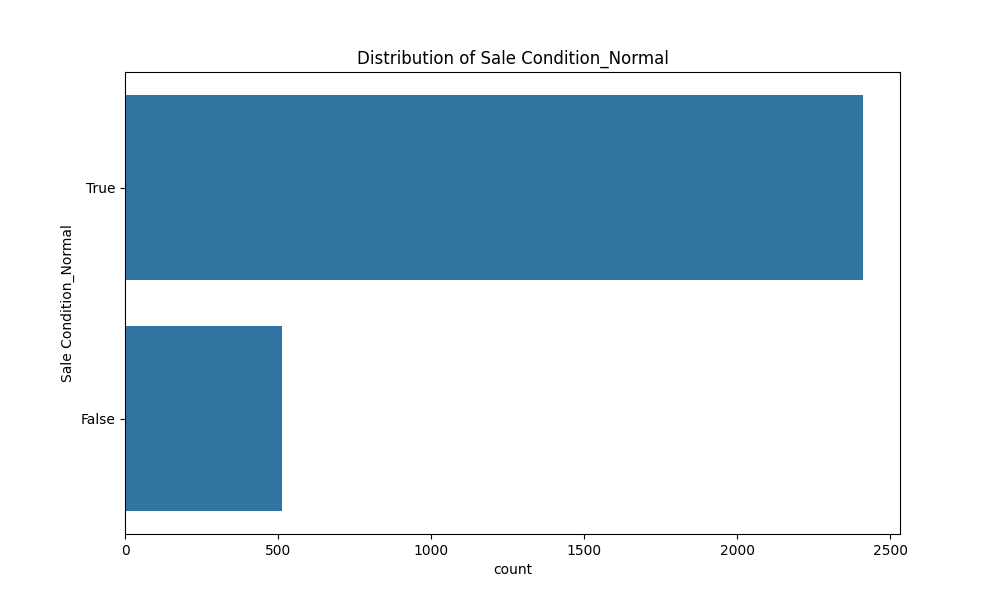 Distribution of Sale Condition_Normal
Sale Condition_Normal
True
False
0 500 1000 1500 2000 2500
count